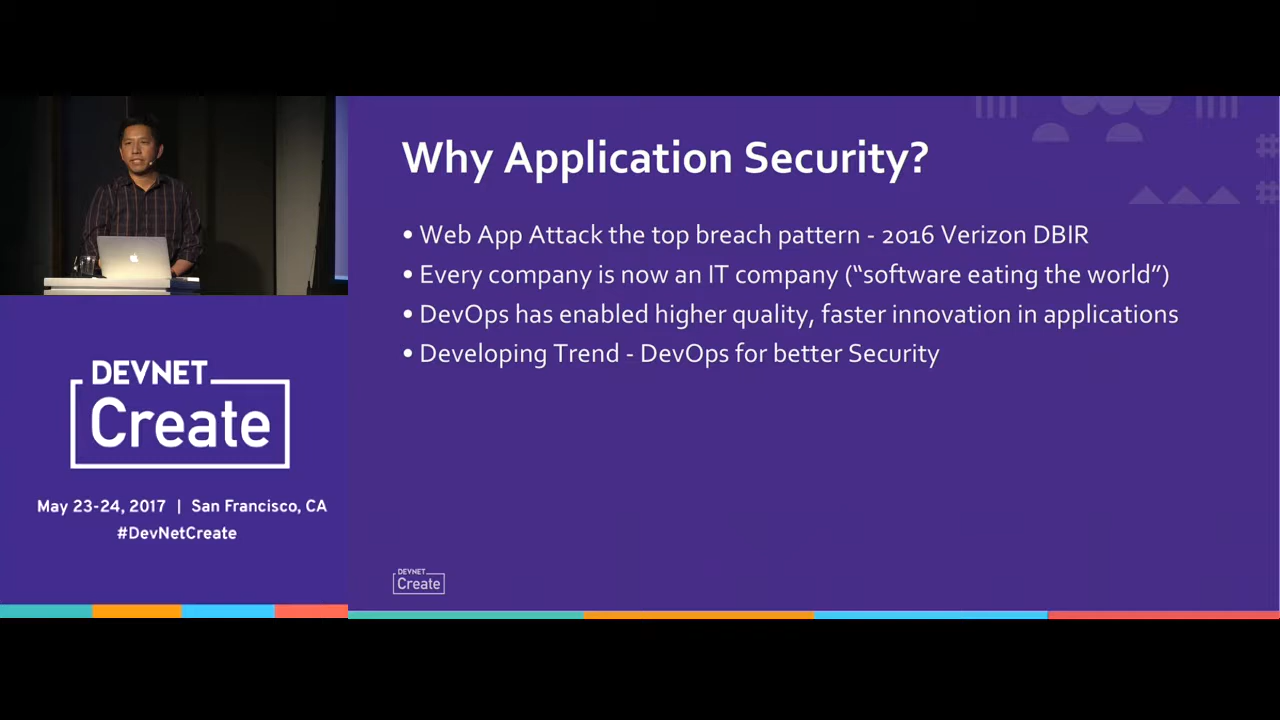 Why Application Security?
• Web App Attack the top breach pattern - 2016 Verizon DBIR
• Every company is now an IT company (“software eating the world”)
• DevOps has enabled higher quality, faster innovation in applications
• Developing Trend - DevOps for better Security
DEVNET
Create
May 23-24, 2017 | San Francisco, CA
#DevNetCreate
DEVNET
Create